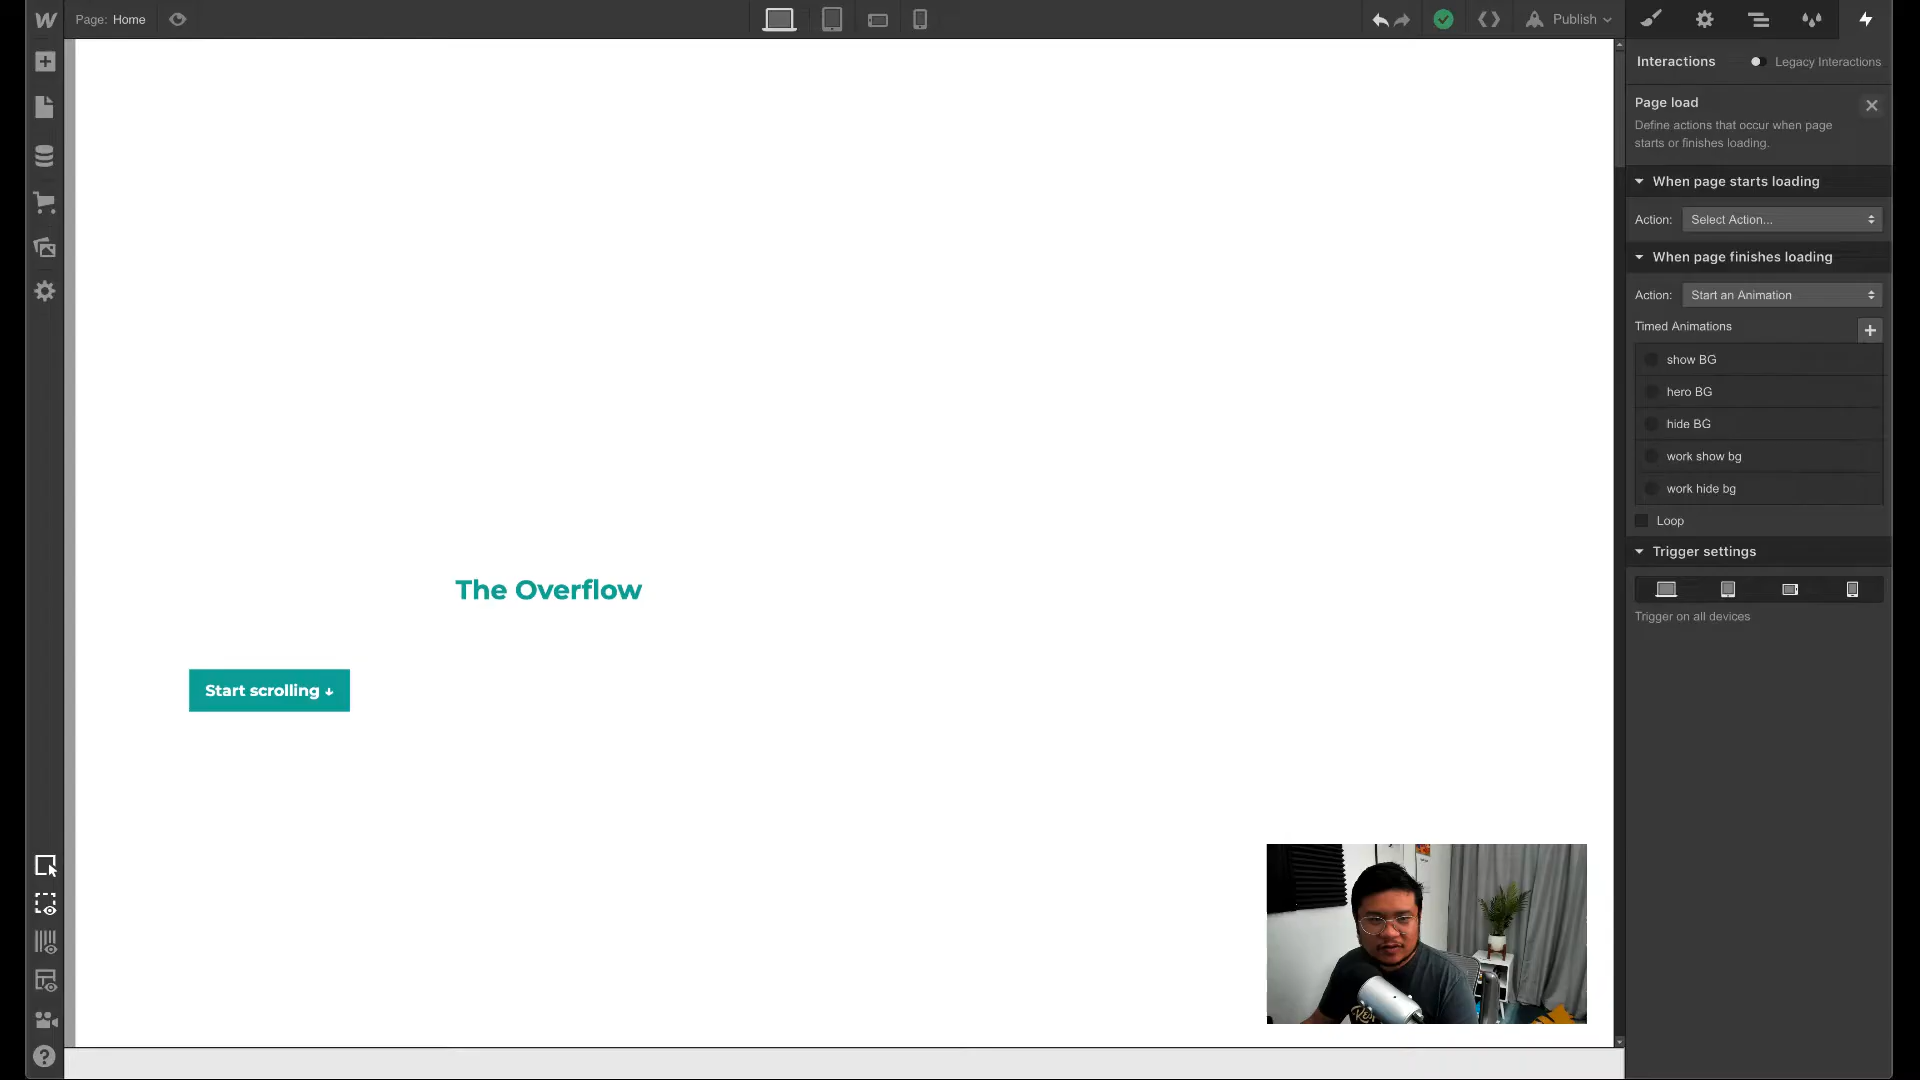 Page: Home
Publish
Interactions
Legacy Interactions
Page load
Define actions that occur when page
starts or finishes loading.
When page starts loading
Action: Select Action...
When page finishes loading
Action: Start an Animation
Timed Animations
show BG
hero BG
hide BG
work show bg
work hide bg
Loop
Trigger settings
Trigger on all devices
The Overflow
Start scrolling ↓